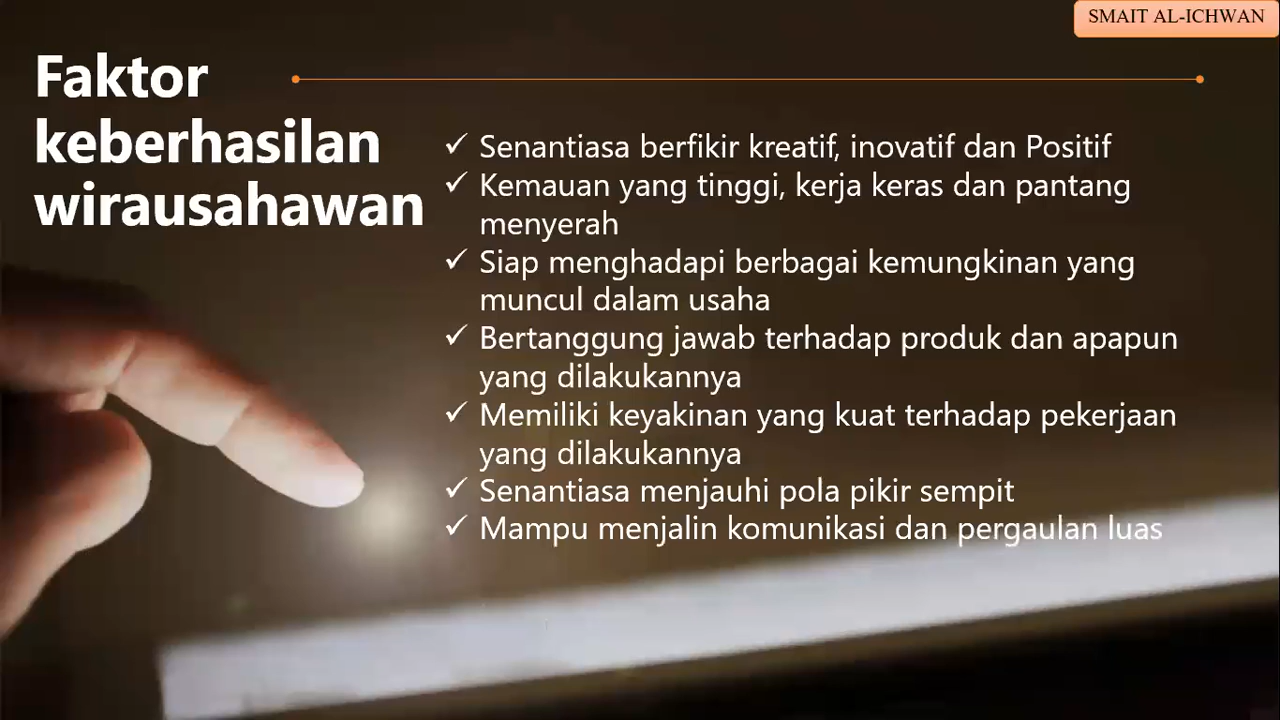 SMAIT AL-ICHWAN
Faktor
keberhasilan
wirausahawan
✓ Senantiasa berfikir kreatif, inovatif dan Positif
✓ Kemauan yang tinggi, kerja keras dan pantang
menyerah
✓ Siap menghadapi berbagai kemungkinan yang
muncul dalam usaha
✓ Bertanggung jawab terhadap produk dan apapun
yang dilakukannya
✓ Memiliki keyakinan yang kuat terhadap pekerjaan
yang dilakukannya
✓ Senantiasa menjauhi pola pikir sempit
✓ Mampu menjalin komunikasi dan pergaulan luas